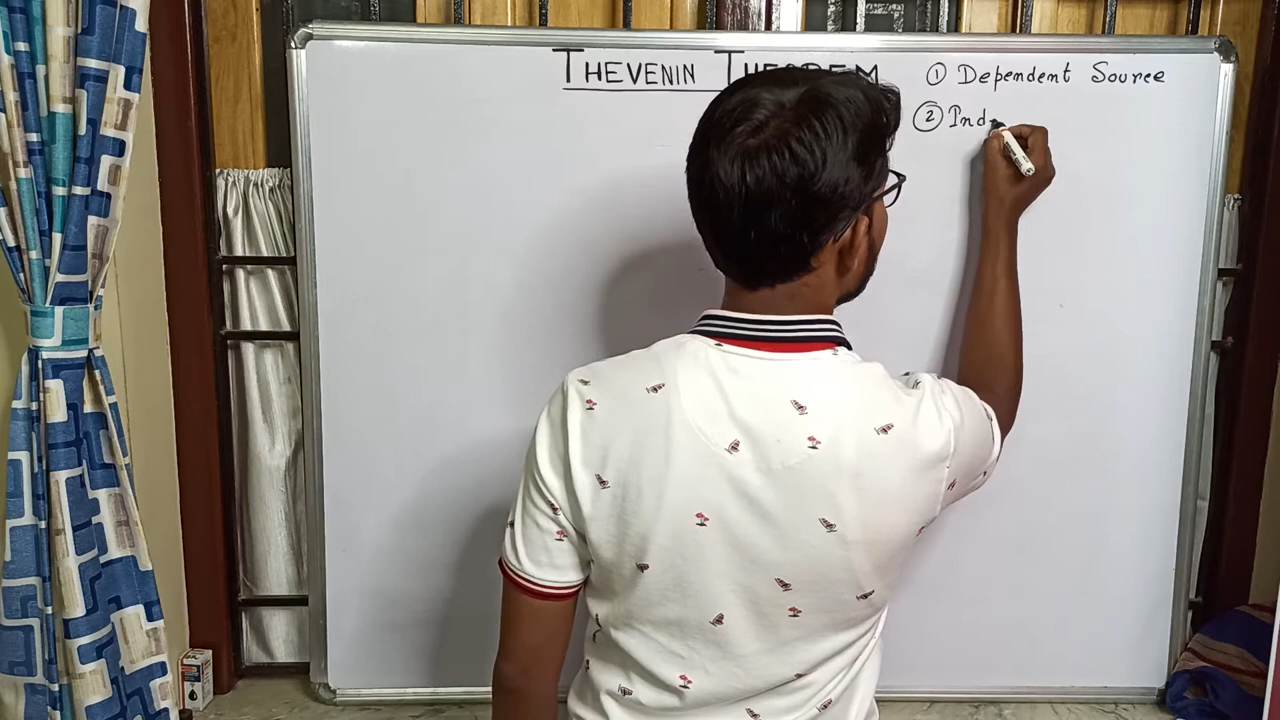 THEVENIN THEOREM
① Dependent Source
② Ind